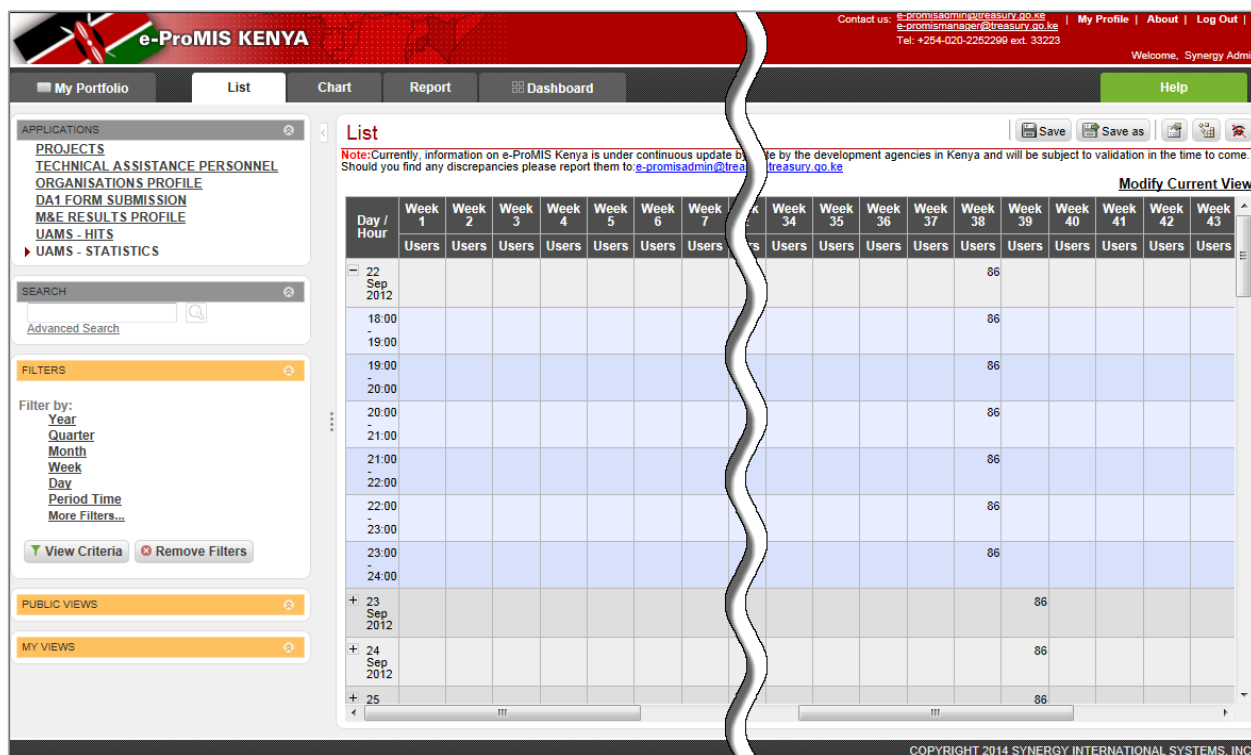 e-ProMIS KENYA
Contact us: e-promisadmin@treasury.go.ke | My Profile | About | Log Out |
e-promismanager@treasury.go.ke
Tel: +254-020-2252299 ext. 33223
Welcome, Synergy Admi
My Portfolio List Chart Report Dashboard Help
APPLICATIONS
PROJECTS
TECHNICAL ASSISTANCE PERSONNEL
ORGANISATIONS PROFILE
DA1 FORM SUBMISSION
M&E RESULTS PROFILE
UAMS - HITS
UAMS - STATISTICS
SEARCH
Advanced Search
FILTERS
Filter by:
Year
Quarter
Month
Week
Day
Period Time
More Filters...
View Criteria Remove Filters
PUBLIC VIEWS
MY VIEWS
List Save Save as
Note:Currently, information on e-ProMIS Kenya is under continuous update by the development agencies in Kenya and will be subject to validation in the time to come.
Should you find any discrepancies please report them to:e-promisadmin@treasury.go.ke
Modify Current View
Day / Hour Week 1 Week 2 Week 3 Week 4 Week 5 Week 6 Week 7 Week 34 Week 35 Week 36 Week 37 Week 38 Week 39 Week 40 Week 41 Week 42 Week 43
Users Users Users Users Users Users Users Users Users Users Users Users Users Users Users Users Users
22 Sep 2012 86
18:00 - 19:00 86
19:00 - 20:00 86
20:00 - 21:00 86
21:00 - 22:00 86
22:00 - 23:00 86
23:00 - 24:00 86
23 Sep 2012 86
24 Sep 2012 86
25 86
COPYRIGHT 2014 SYNERGY INTERNATIONAL SYSTEMS, INC